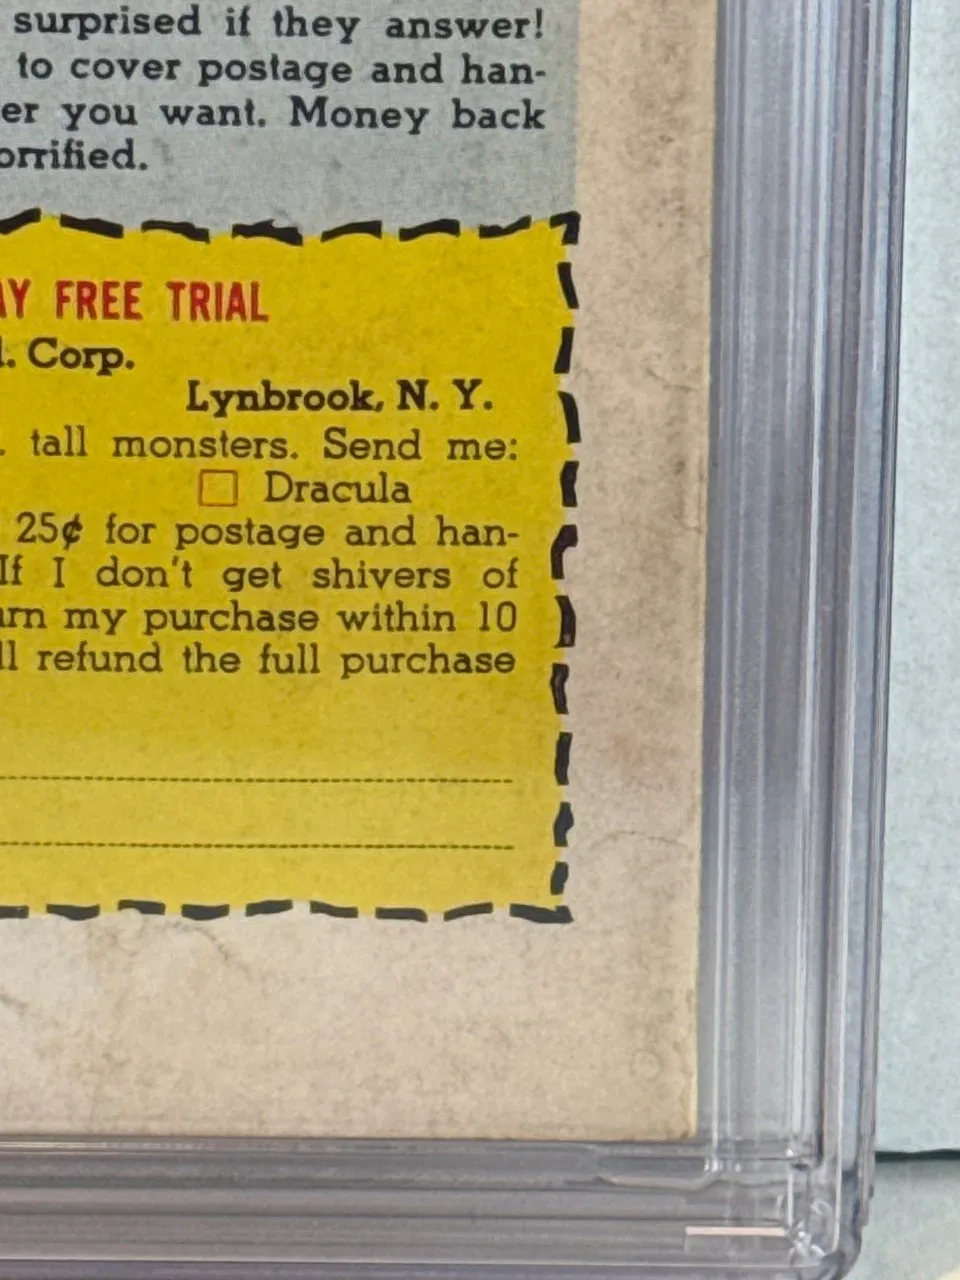 surprised if they answer!
to cover postage and han-
er you want. Money back
orrified.
AY FREE TRIAL
l. Corp.
Lynbrook, N. Y.
. tall monsters. Send me:
Dracula
25¢ for postage and han-
If I don't get shivers of
urn my purchase within 10
ll refund the full purchase